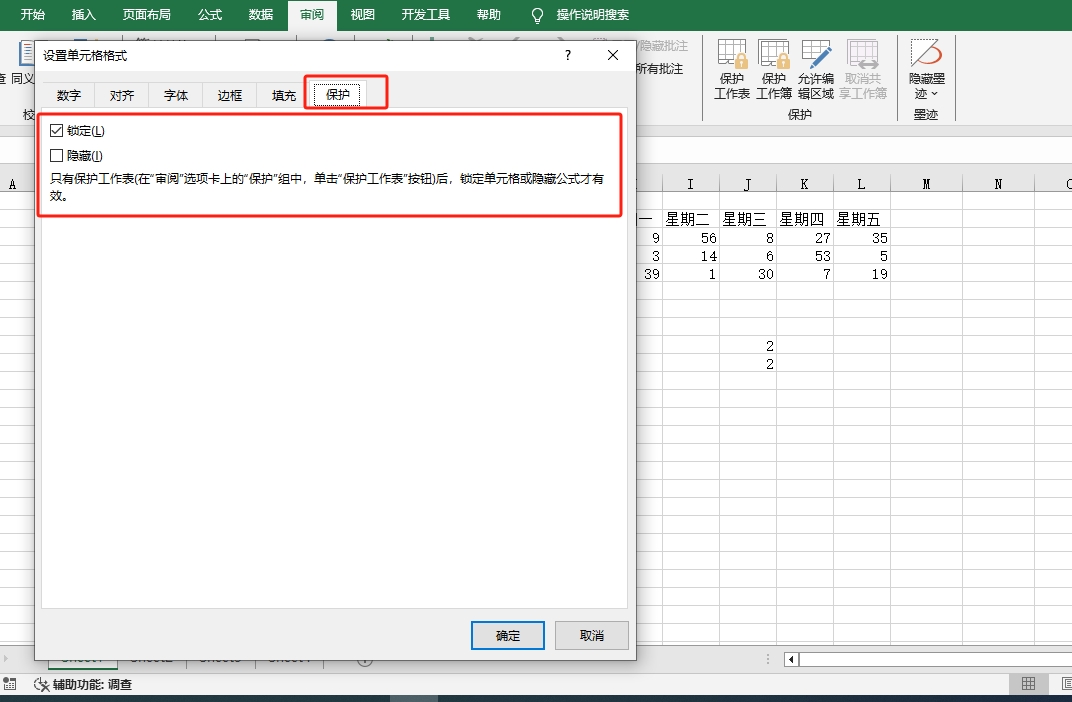 开始 插入 页面布局 公式 数据 审阅 视图 开发工具 帮助 操作说明搜索
设置单元格格式 ?
数字 对齐 字体 边框 填充 保护
锁定(L)
隐藏(I)
只有保护工作表(在“审阅”选项卡上的“保护”组中，单击“保护工作表”按钮)后，锁定单元格或隐藏公式才有
效。
确定 取消
查 同义
校
/隐藏批注
所有批注
保护
工作表
保护
工作簿
允许编
辑区域
取消共
享工作簿
隐藏墨
迹
保护 墨迹
A I J K L M N
一 星期二 星期三 星期四 星期五
9 56 8 27 35
3 14 6 53 5
39 1 30 7 19
2
2
辅助功能: 调查